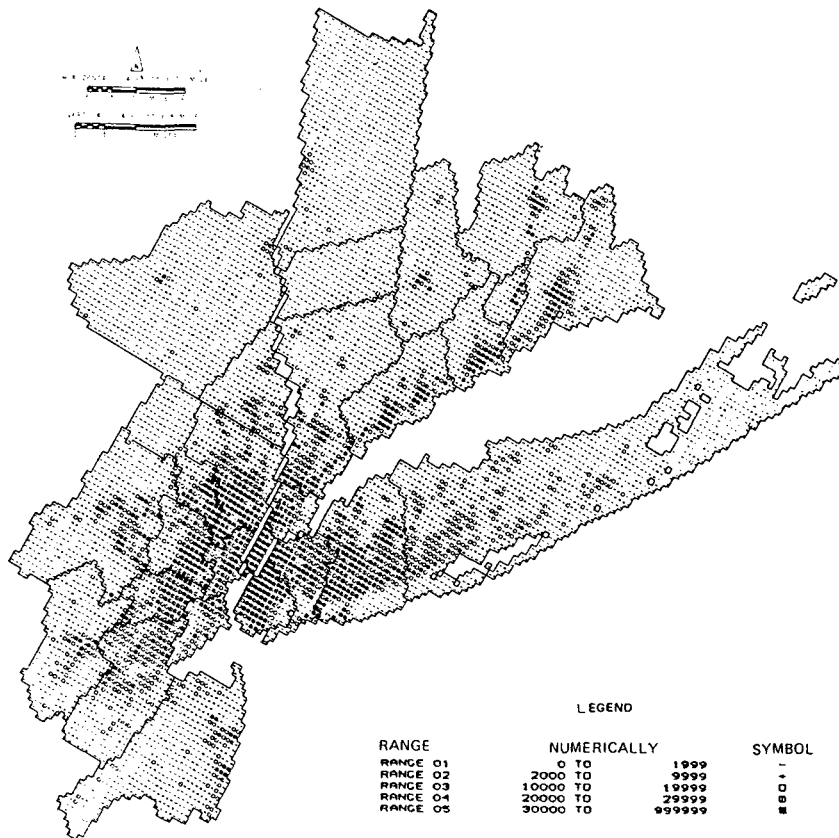 LEGEND
RANGE NUMERICALLY SYMBOL
RANGE 01 0 TO 1999 -
RANGE 02 2000 TO 9999 +
RANGE 03 10000 TO 19999
RANGE 04 20000 TO 29999
RANGE 05 30000 TO 999999